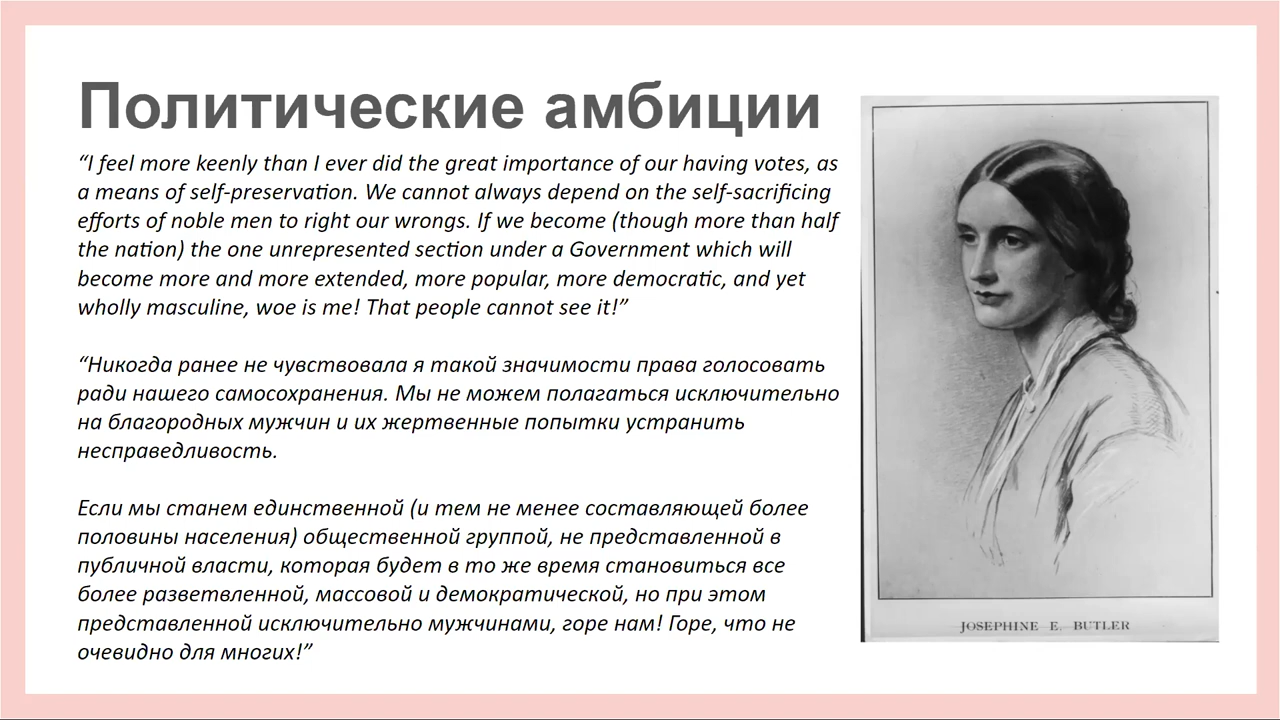 Политические амбиции
“I feel more keenly than I ever did the great importance of our having votes, as
a means of self-preservation. We cannot always depend on the self-sacrificing
efforts of noble men to right our wrongs. If we become (though more than half
the nation) the one unrepresented section under a Government which will
become more and more extended, more popular, more democratic, and yet
wholly masculine, woe is me! That people cannot see it!”
“Никогда ранее не чувствовала я такой значимости права голосовать
ради нашего самосохранения. Мы не можем полагаться исключительно
на благородных мужчин и их жертвенные попытки устранить
несправедливость.
Если мы станем единственной (и тем не менее составляющей более
половины населения) общественной группой, не представленной в
публичной власти, которая будет в то же время становиться все
более разветвленной, массовой и демократической, но при этом
представленной исключительно мужчинами, горе нам! Горе, что не
очевидно для многих!”
JOSEPHINE E. BUTLER